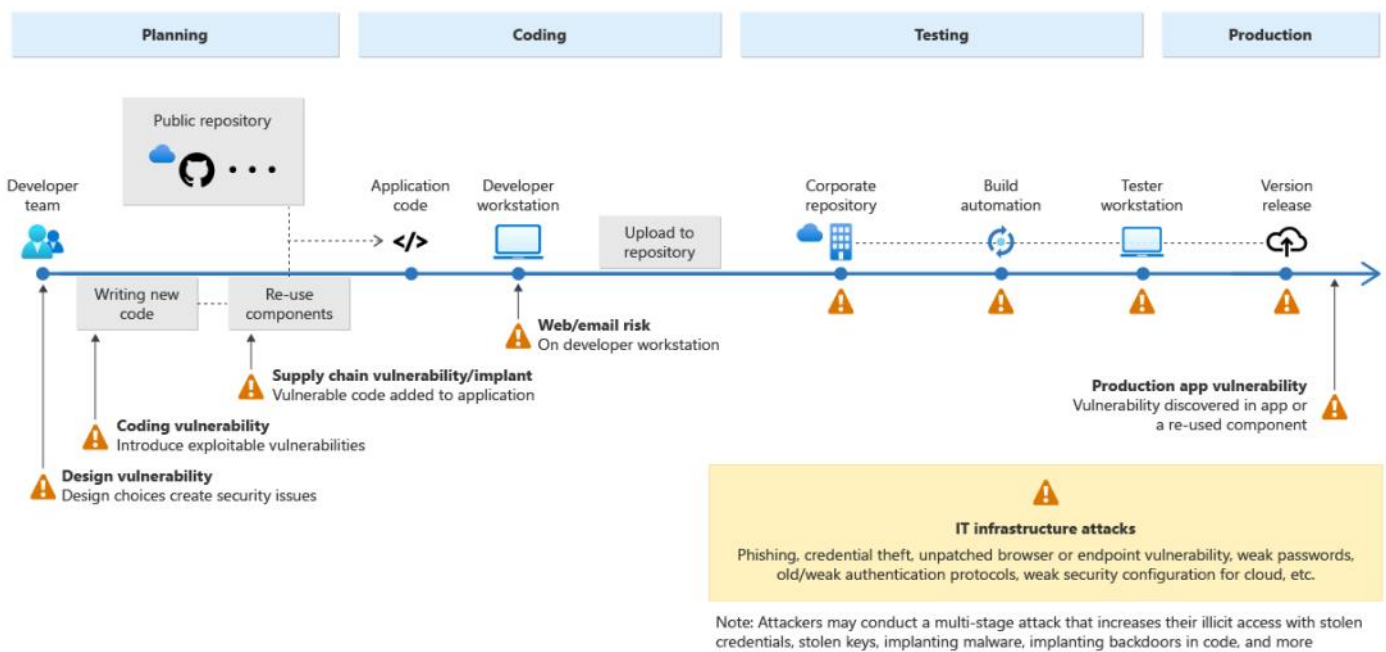 Planning
Coding
Testing
Production
Public repository
Developer
team
Application
code
</>
Developer
workstation
Upload to
repository
Corporate
repository
Build
automation
Tester
workstation
Version
release
Writing new
code
Re-use
components
Web/email risk
On developer workstation
Supply chain vulnerability/implant
Vulnerable code added to application
Coding vulnerability
Introduce exploitable vulnerabilities
Design vulnerability
Design choices create security issues
Production app vulnerability
Vulnerability discovered in app or
a re-used component
IT infrastructure attacks
Phishing, credential theft, unpatched browser or endpoint vulnerability, weak passwords,
old/weak authentication protocols, weak security configuration for cloud, etc.
Note: Attackers may conduct a multi-stage attack that increases their illicit access with stolen
credentials, stolen keys, implanting malware, implanting backdoors in code, and more